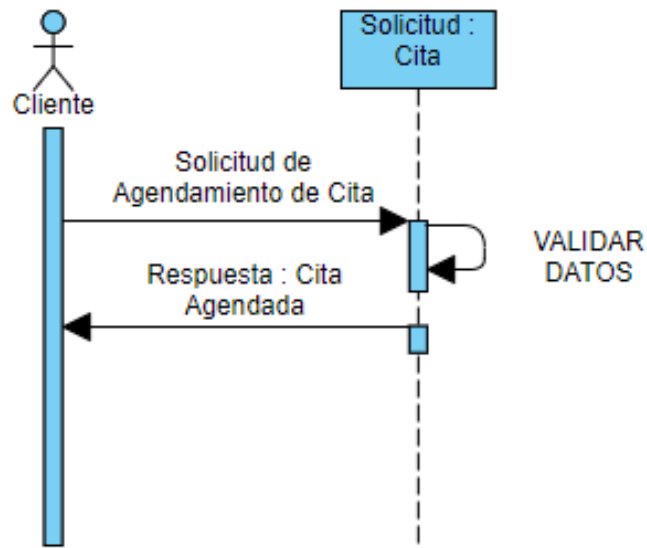 Solicitud :
Cita
Cliente
Solicitud de
Agendamiento de Cita
VALIDAR
DATOS
Respuesta : Cita
Agendada